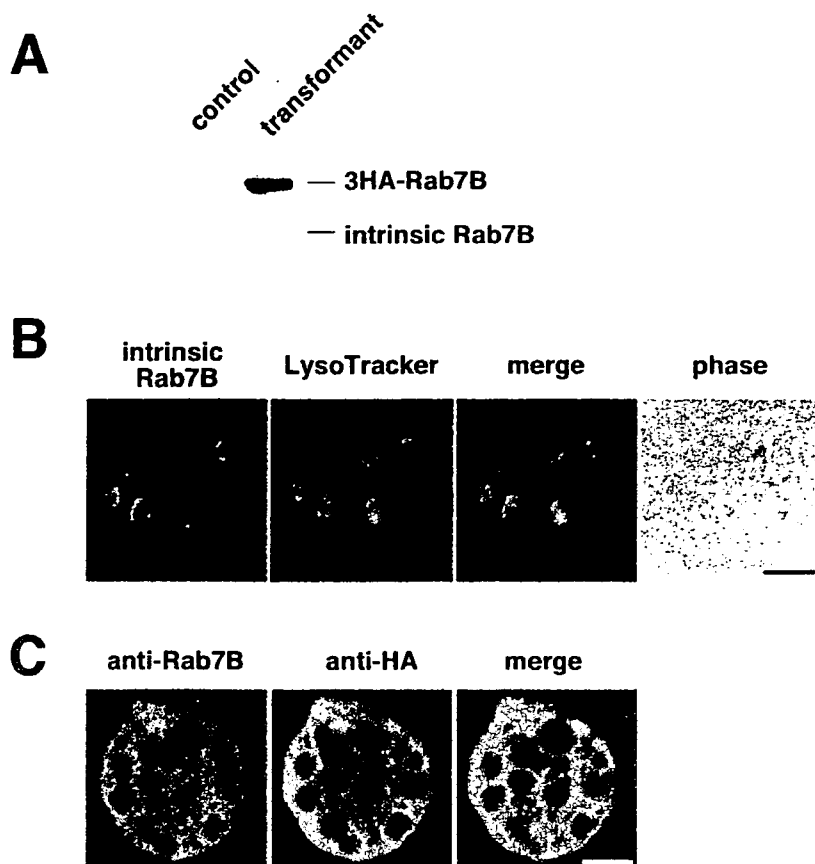 A
control
transformant
3HA-Rab7B
intrinsic Rab7B
B
intrinsic
Rab7B
LysoTracker
merge
phase
C
anti-Rab7B
anti-HA
merge